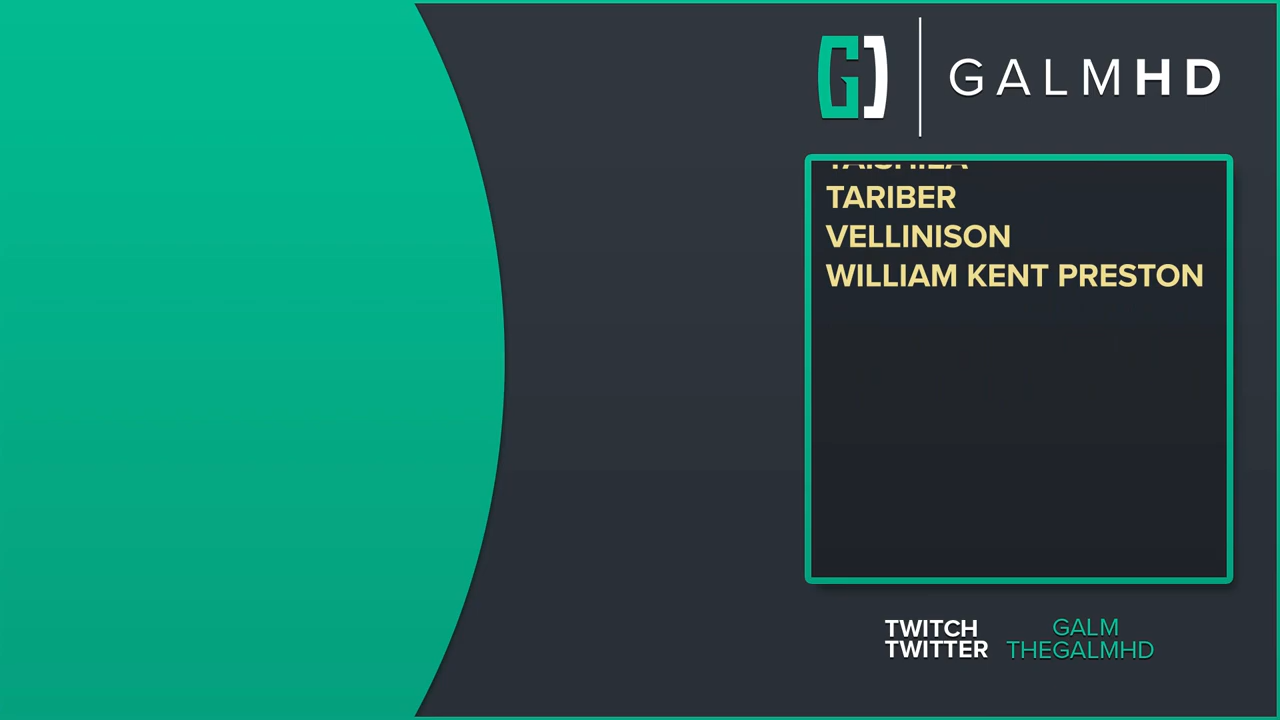 GALMHD
TARIBER
VELLINISON
WILLIAM KENT PRESTON
TWITCH GALM
TWITTER THEGALMHD